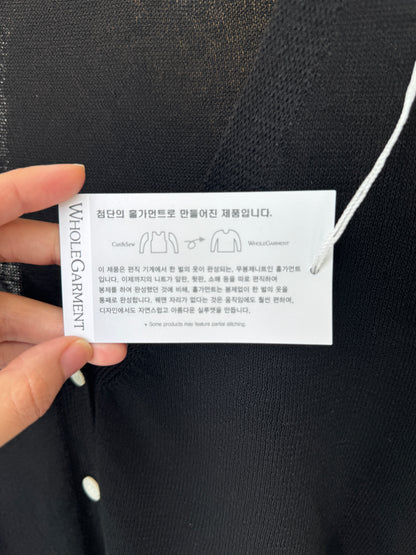 WHOLEGARMENT
첨단의 홀가먼트로 만들어진 제품입니다.
Cut&Sew
WHOLEGARMENT
이 제품은 편직 기계에서 한 벌의 옷이 완성되는, 무봉제니트인 홀가먼트
입니다. 이제까지의 니트가 앞판, 뒷판, 소매 등을 따로 편직하여
봉제를 하여 완성했던 것에 비해, 홀가먼트는 봉제없이 한 벌의 옷을
통째로 완성합니다. 꿰맨 자리가 없다는 것은 움직임에도 훨씬 편하며,
디자인에서도 자연스럽고 아름다운 실루엣을 만듭니다.
* Some products may feature partial stitching.